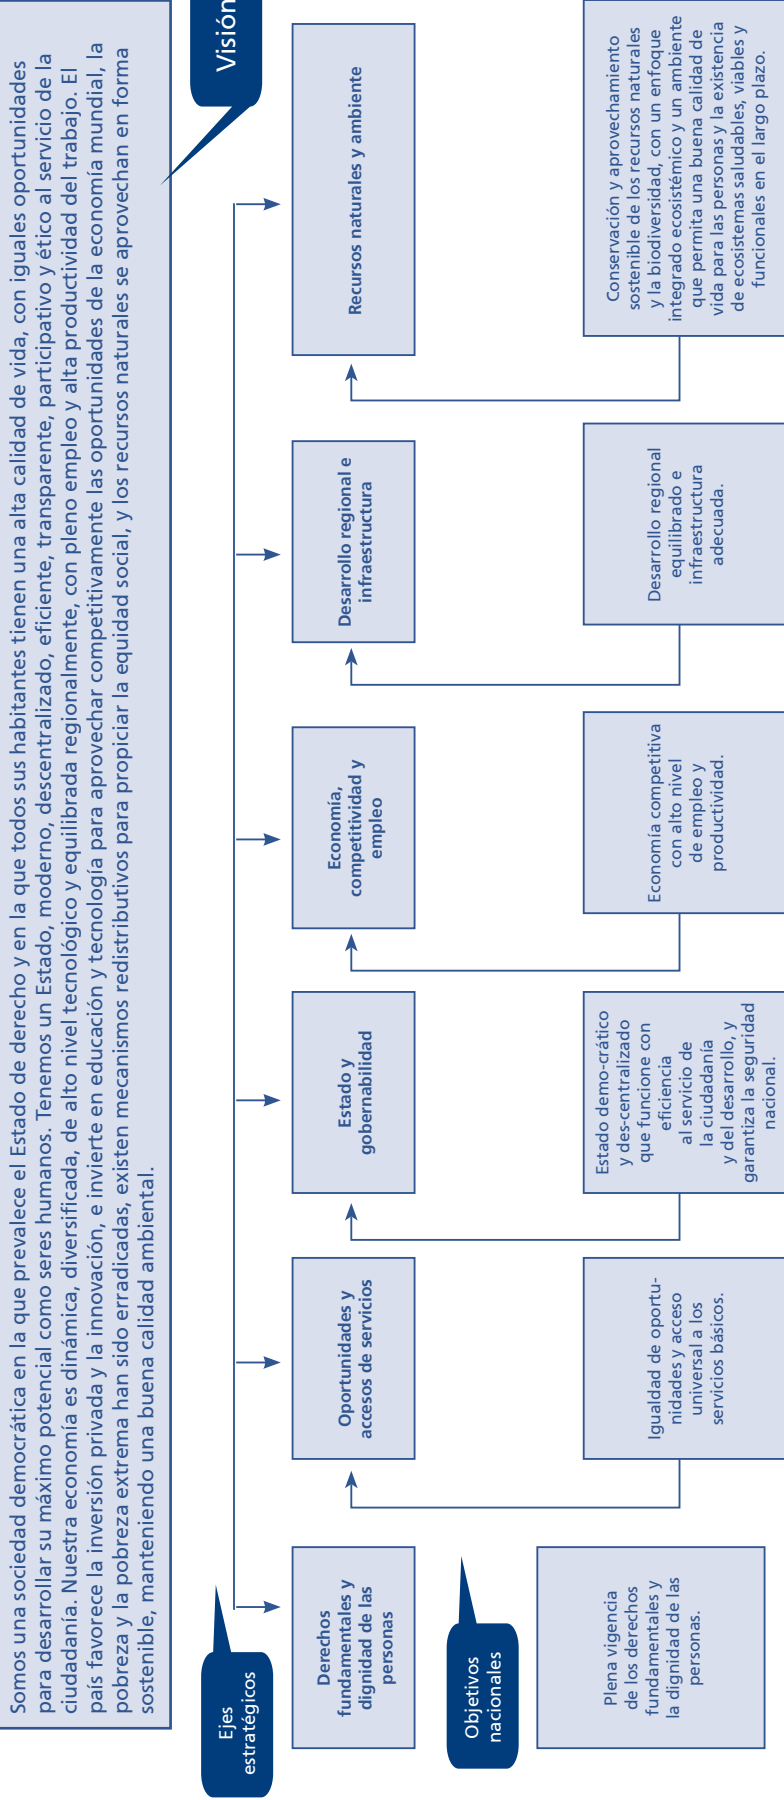 Somos una sociedad democrática en la que prevalece el Estado de derecho y en la que todos sus habitantes tienen una alta calidad de vida, con iguales oportunidades
para desarrollar su máximo potencial como seres humanos. Tenemos un Estado, moderno, descentralizado, eficiente, transparente, participativo y ético al servicio de la
ciudadanía. Nuestra economía es dinámica, diversificada, de alto nivel tecnológico y equilibrada regionalmente, con pleno empleo y alta productividad del trabajo. El
país favorece la inversión privada y la innovación, e invierte en educación y tecnología para aprovechar competitivamente las oportunidades de la economía mundial, la
pobreza y la pobreza extrema han sido erradicadas, existen mecanismos redistributivos para propiciar la equidad social, y los recursos naturales se aprovechan en forma
sostenible, manteniendo una buena calidad ambiental.
Visión
Ejes
estratégicos
Derechos
fundamentales y
dignidad de las
personas
Oportunidades y
accesos de servicios
Estado y
gobernabilidad
Economía,
competitividad y
empleo
Desarrollo regional e
infraestructura
Recursos naturales y ambiente
Objetivos
nacionales
Plena vigencia
de los derechos
fundamentales y
la dignidad de las
personas.
Igualdad de oportu-
nidades y acceso
universal a los
servicios básicos.
Estado demo-crático
y des-centralizado
que funcione con
eficiencia
al servicio de
la ciudadanía
y del desarrollo, y
garantiza la seguridad
nacional.
Economía competitiva
con alto nivel
de empleo y
productividad.
Desarrollo regional
equilibrado e
infraestructura
adecuada.
Conservación y aprovechamiento
sostenible de los recursos naturales
y la biodiversidad, con un enfoque
integrado ecosistémico y un ambiente
que permita una buena calidad de
vida para las personas y la existencia
de ecosistemas saludables, viables y
funcionales en el largo plazo.